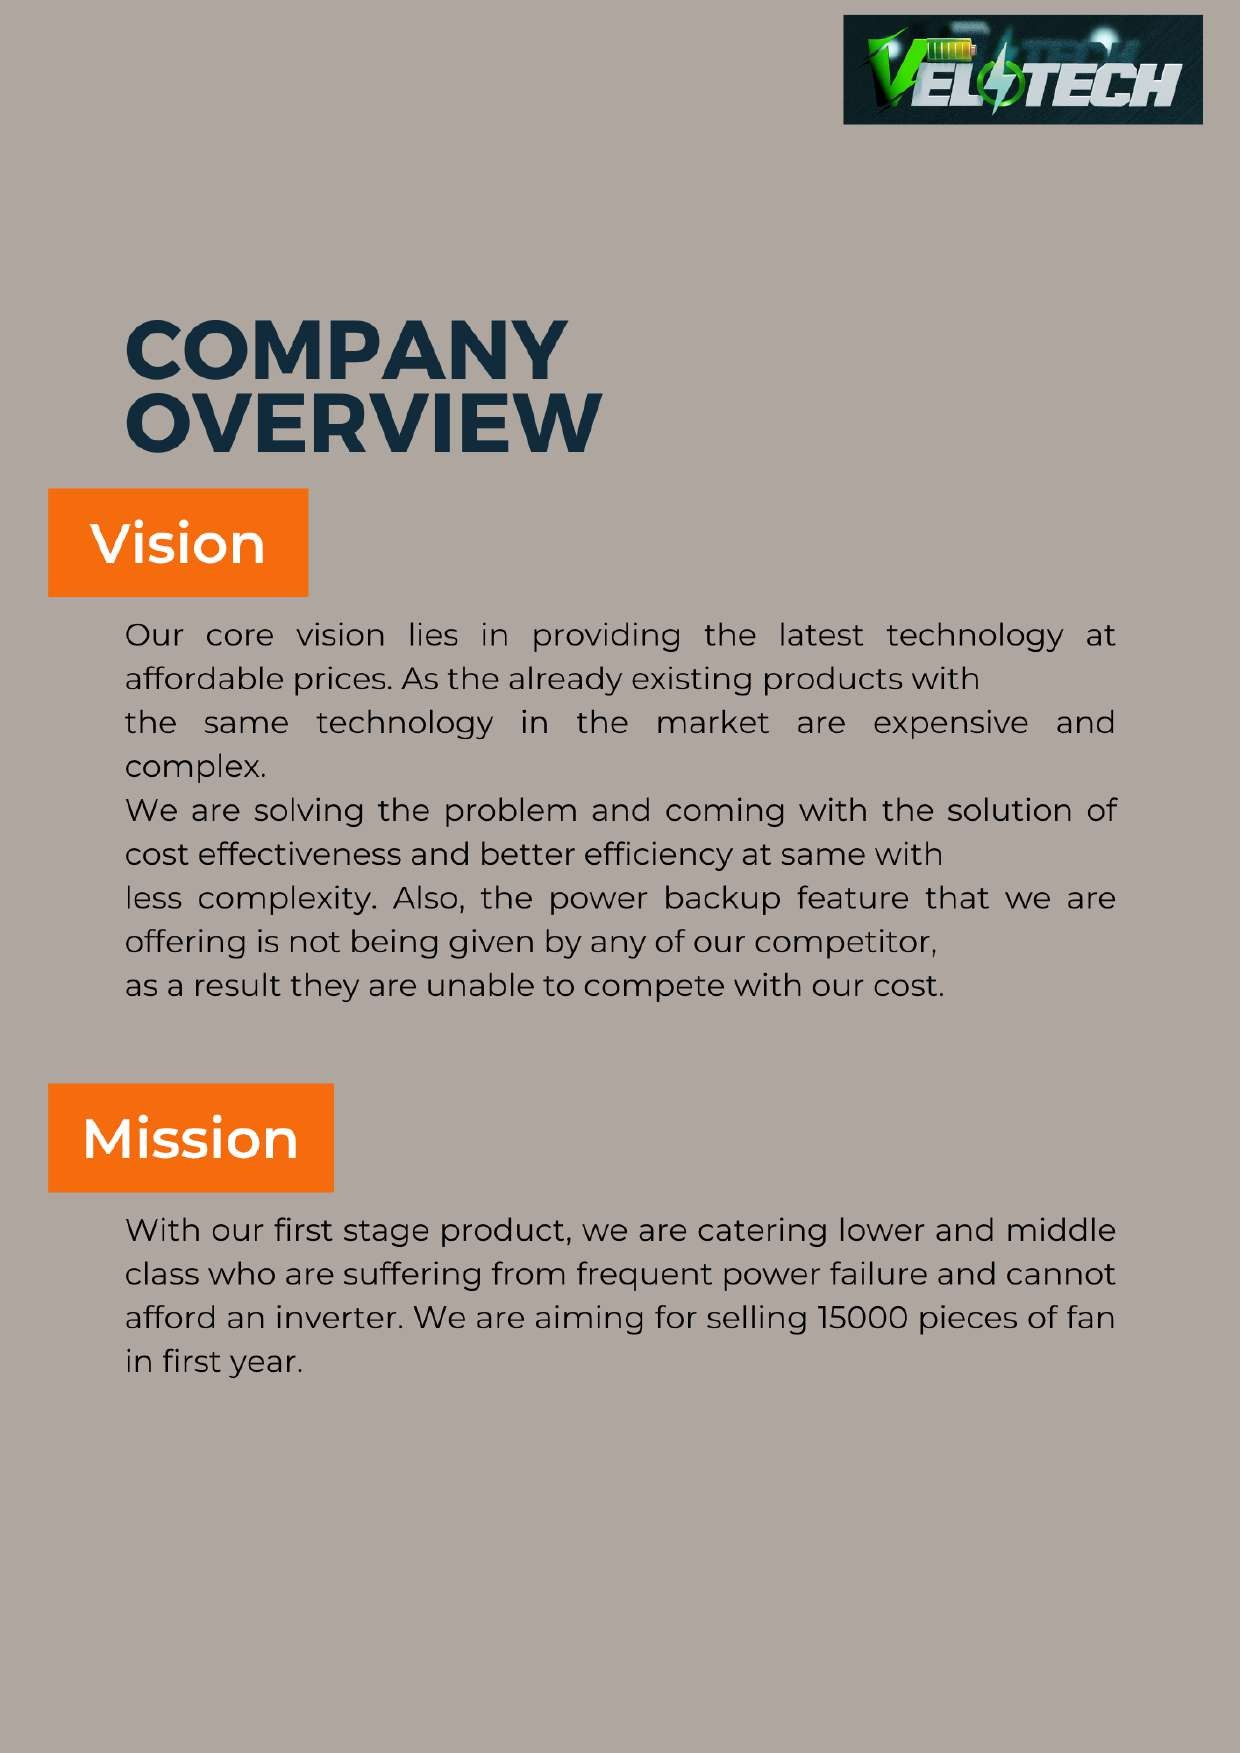 VELOTECH
COMPANY
OVERVIEW
Vision
Our core vision lies in providing the latest technology at
affordable prices. As the already existing products with
the same technology in the market are expensive and
complex.
We are solving the problem and coming with the solution of
cost effectiveness and better efficiency at same with
less complexity. Also, the power backup feature that we are
offering is not being given by any of our competitor,
as a result they are unable to compete with our cost.
Mission
With our first stage product, we are catering lower and middle
class who are suffering from frequent power failure and cannot
afford an inverter. We are aiming for selling 15000 pieces of fan
in first year.